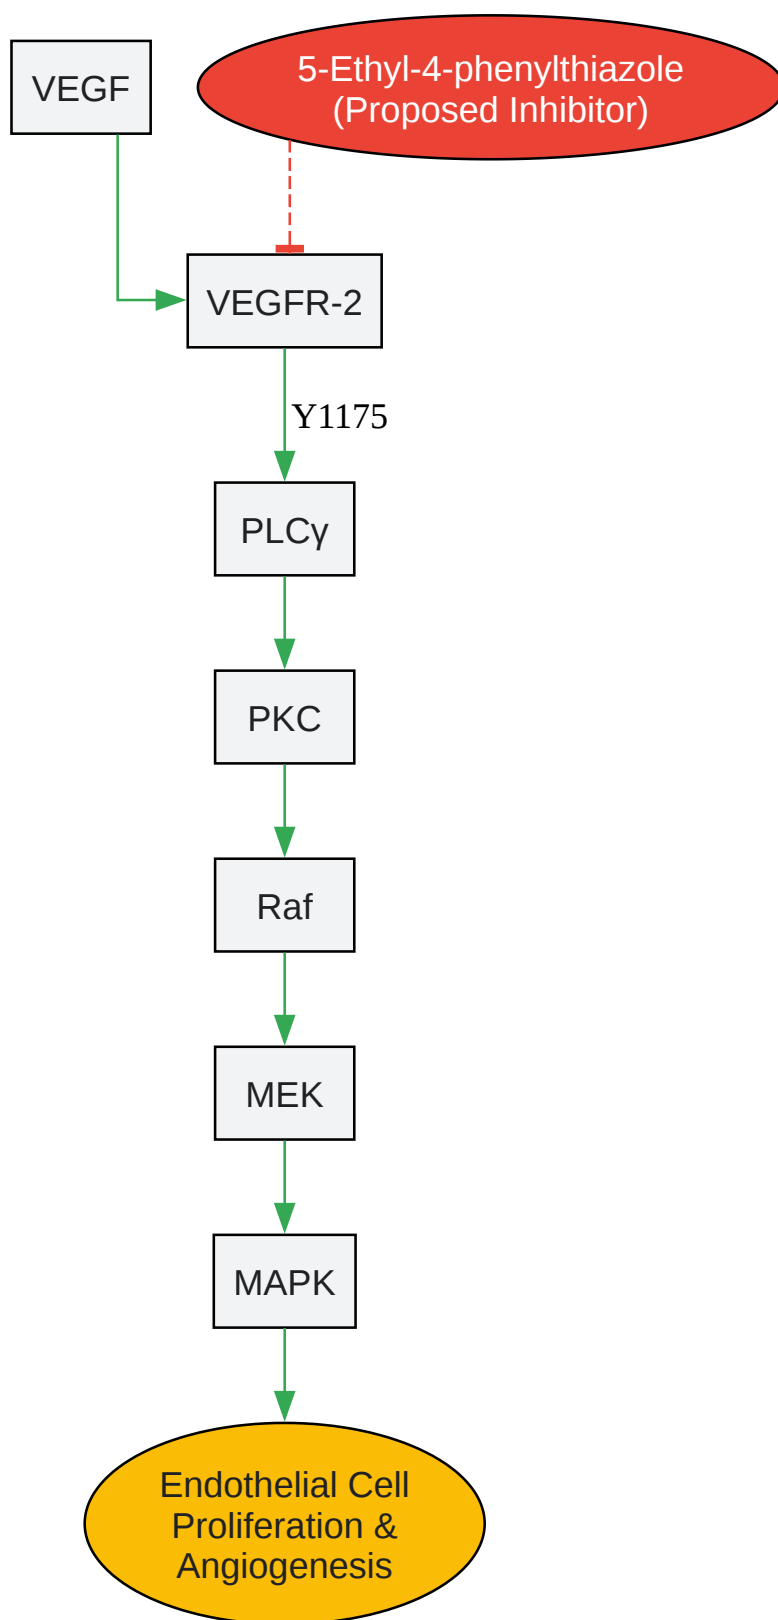 VEGF
5-Ethyl-4-phenylthiazole
(Proposed Inhibitor)
VEGFR-2
Y1175
PLCγ
PKC
Raf
MEK
MAPK
Endothelial Cell
Proliferation &
Angiogenesis